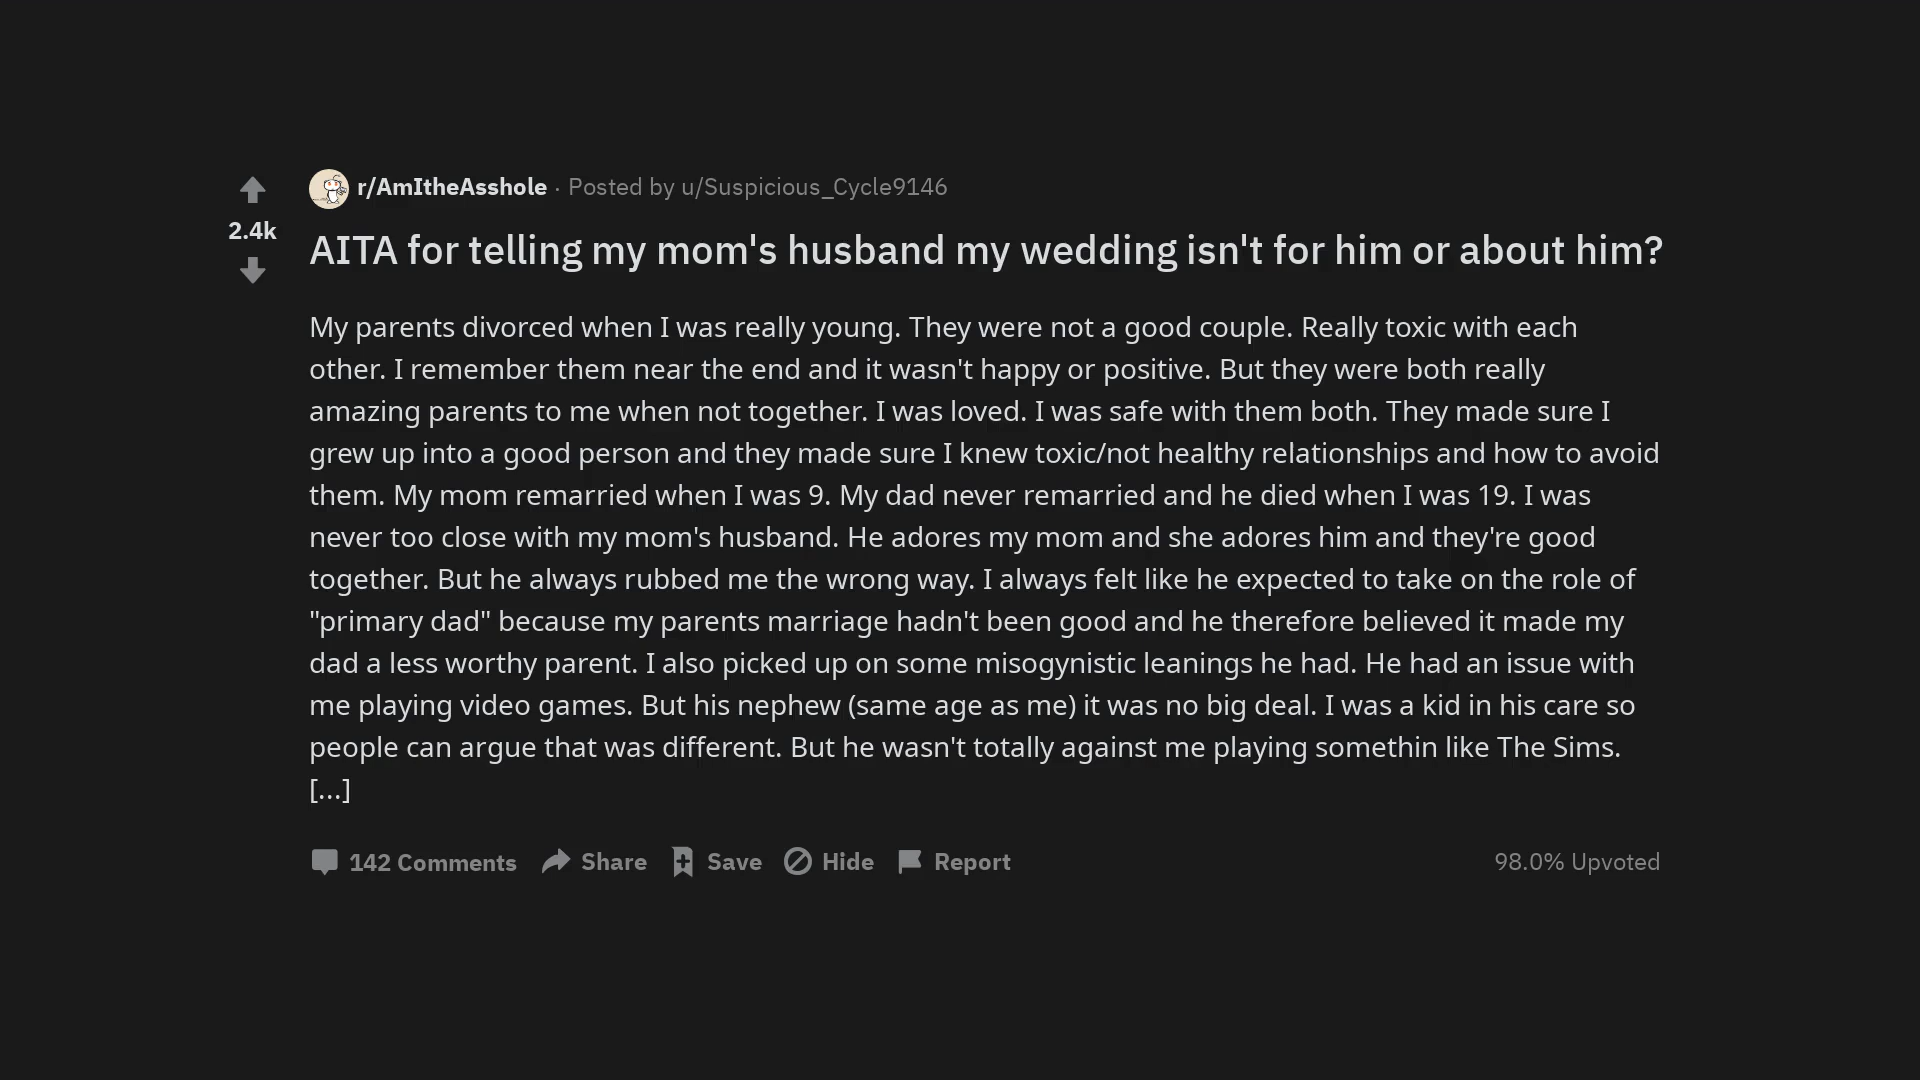 r/AmItheAsshole · Posted by u/Suspicious_Cycle9146
2.4k
AITA for telling my mom's husband my wedding isn't for him or about him?
My parents divorced when I was really young. They were not a good couple. Really toxic with each
other. I remember them near the end and it wasn't happy or positive. But they were both really
amazing parents to me when not together. I was loved. I was safe with them both. They made sure I
grew up into a good person and they made sure I knew toxic/not healthy relationships and how to avoid
them. My mom remarried when I was 9. My dad never remarried and he died when I was 19. I was
never too close with my mom's husband. He adores my mom and she adores him and they're good
together. But he always rubbed me the wrong way. I always felt like he expected to take on the role of
"primary dad" because my parents marriage hadn't been good and he therefore believed it made my
dad a less worthy parent. I also picked up on some misogynistic leanings he had. He had an issue with
me playing video games. But his nephew (same age as me) it was no big deal. I was a kid in his care so
people can argue that was different. But he wasn't totally against me playing somethin like The Sims.
[...]
142 Comments Share Save Hide Report 98.0% Upvoted